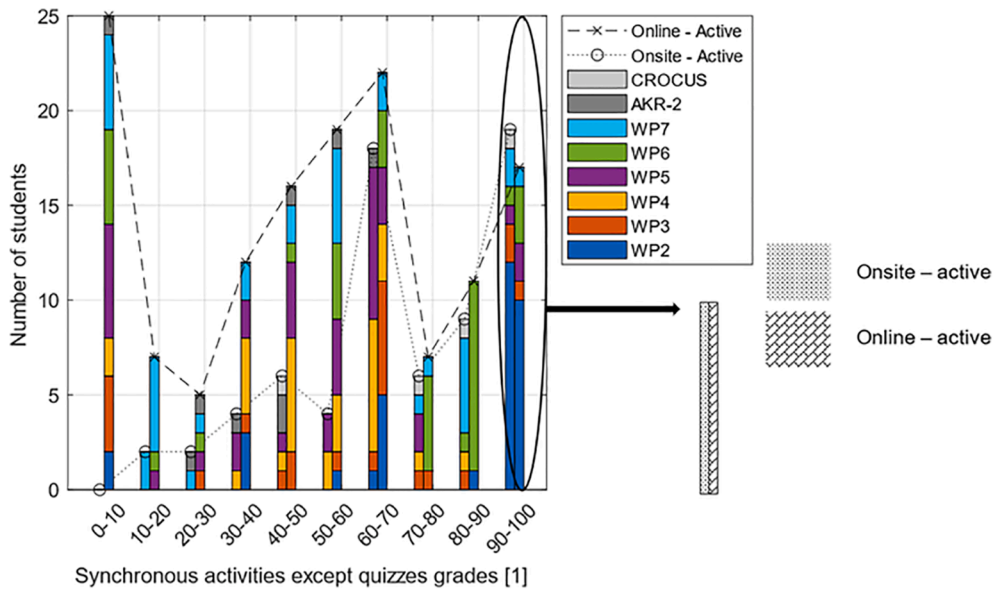 25
20
15
10
5
0
Number of students
0-10
10-20
20-30
30-40
40-50
50-60
60-70
70-80
80-90
90-100
Synchronous activities except quizzes grades [1]
Online - Active
Onsite - Active
CROCUS
AKR-2
WP7
WP6
WP5
WP4
WP3
WP2
Onsite – active
Online – active